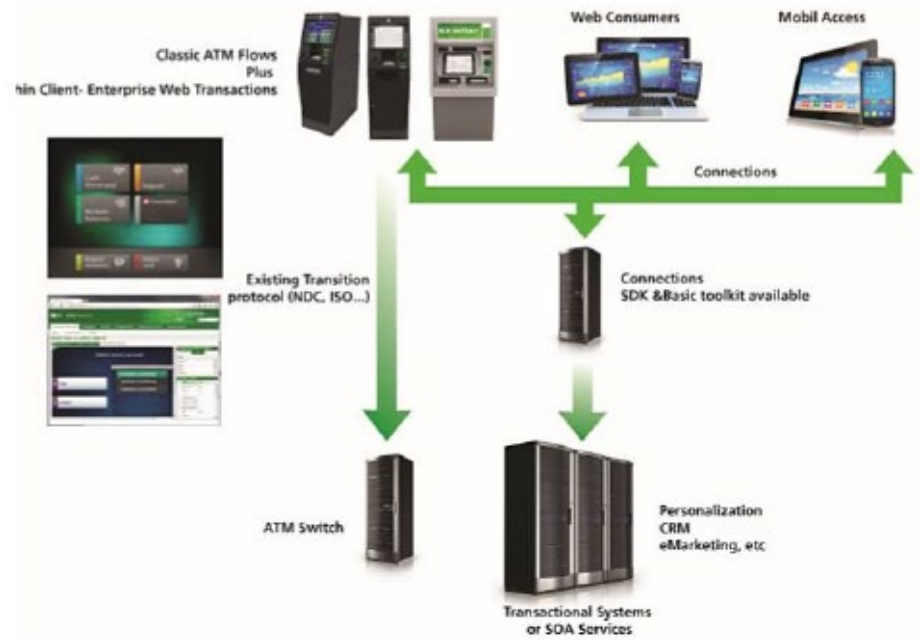 Web Consumers
Mobil Access
Classic ATM Flows
Plus
hin Client- Enterprise Web Transactions
Connections
Existing Transition
protocol (NDC, ISO...)
Connections
SDK &Basic toolkit available
ATM Switch
Personalization
CRM
eMarketing, etc
Transactional Systems
or SOA Services